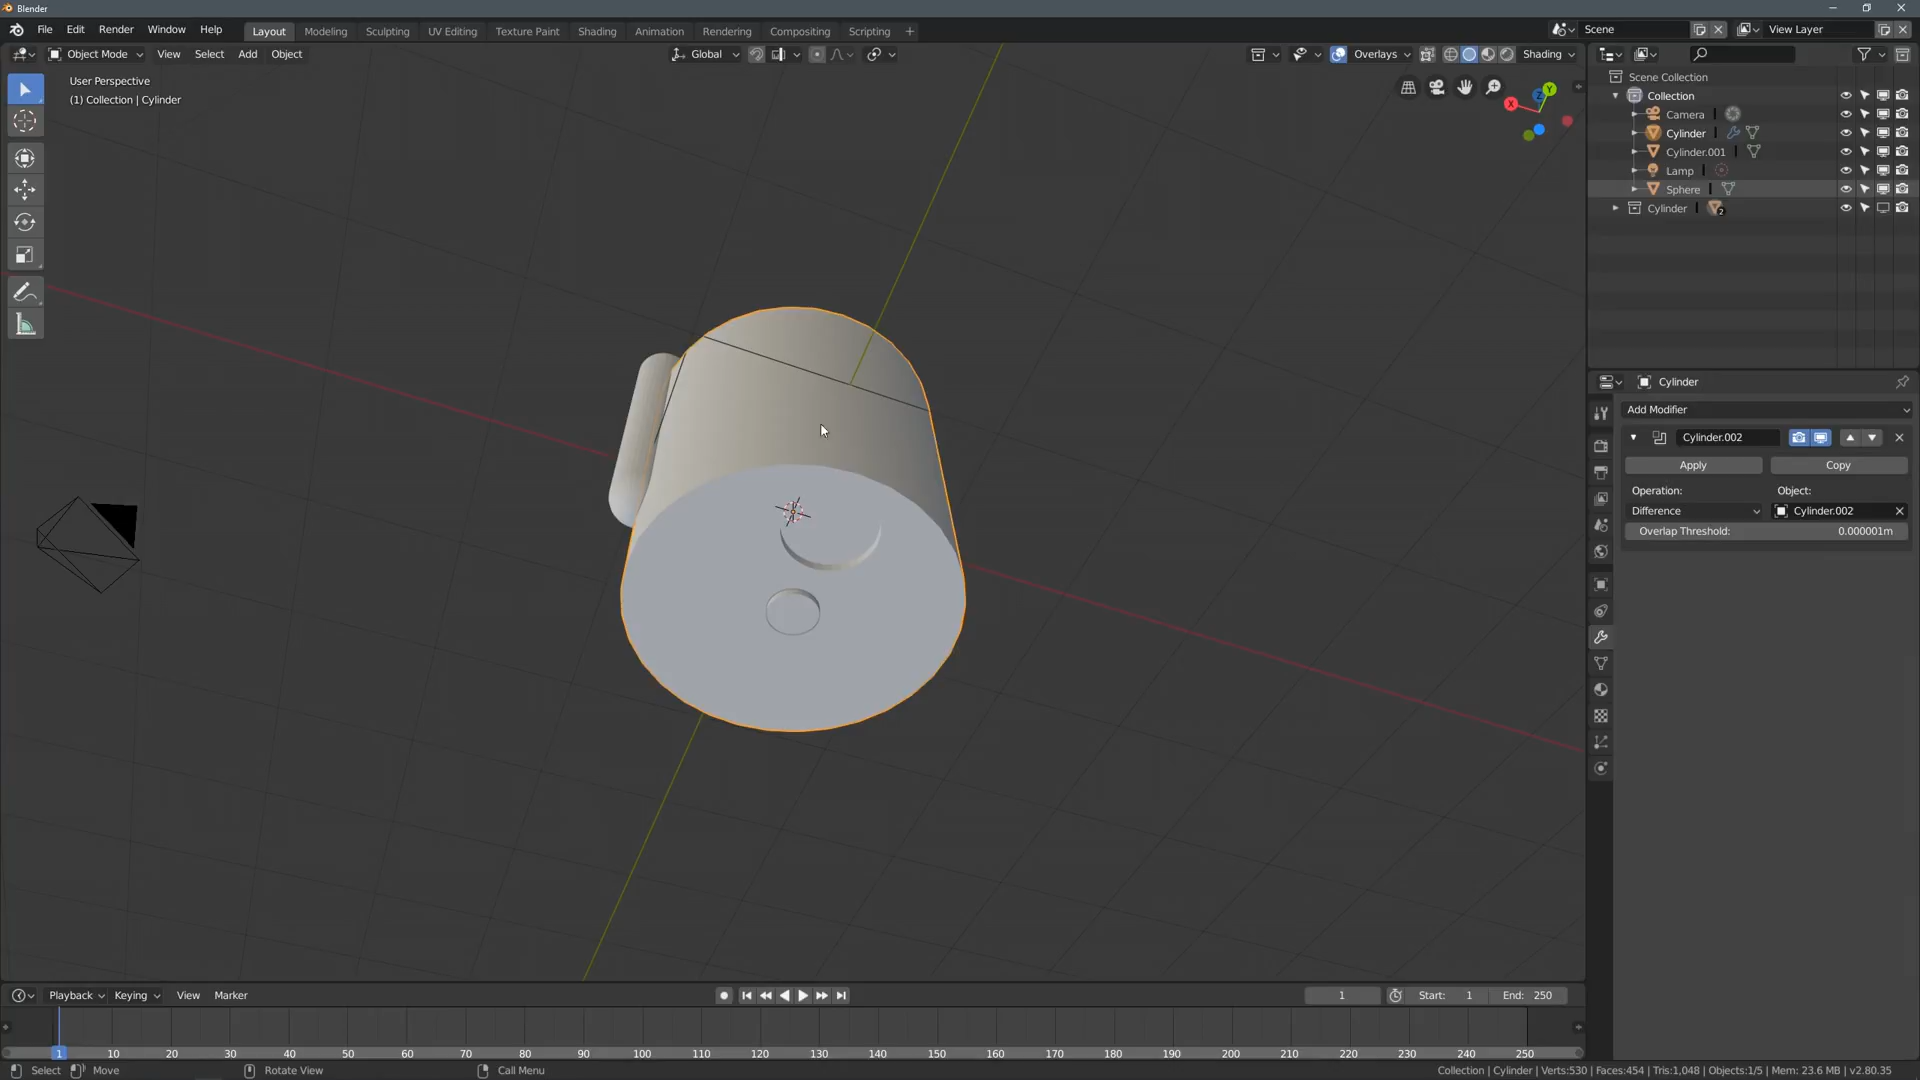 Blender
File Edit Render Window Help
Layout Modeling Sculpting UV Editing Texture Paint Shading Animation Rendering Compositing Scripting +
Scene
View Layer
Object Mode View Select Add Object
Global
Overlays
Shading
User Perspective
(1) Collection | Cylinder
X
Y
Z
Scene Collection
Collection
Camera
Cylinder
Cylinder.001
Lamp
Sphere
Cylinder
2
Cylinder
Add Modifier
Cylinder.002
Apply Copy
Operation: Object:
Difference Cylinder.002
Overlap Threshold: 0.000001m
Playback Keying View Marker
1
Start: 1 End: 250
1 10 20 30 40 50 60 70 80 90 100 110 120 130 140 150 160 170 180 190 200 210 220 230 240 250
Select Move Rotate View Call Menu
Collection | Cylinder | Verts:530 | Faces:454 | Tris:1,048 | Objects:1/5 | Mem: 23.6 MB | v2.80.35